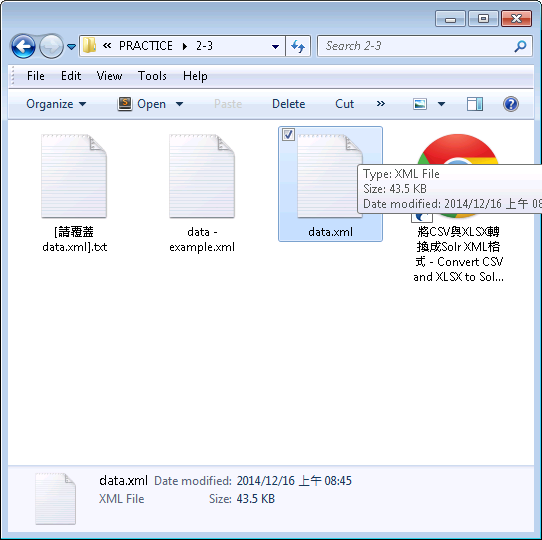 « PRACTICE ▸ 2-3
Search 2-3
File Edit View Tools Help
Organize Open Paste Delete Cut »
[請覆蓋
data.xml].txt
data -
example.xml
data.xml
Type: XML File
Size: 43.5 KB
Date modified: 2014/12/16 上午 08
將CSV與XLSX轉
換成Solr XML格
式 - Convert CSV
and XLSX to Sol...
data.xml Date modified: 2014/12/16 上午 08:45
XML File Size: 43.5 KB